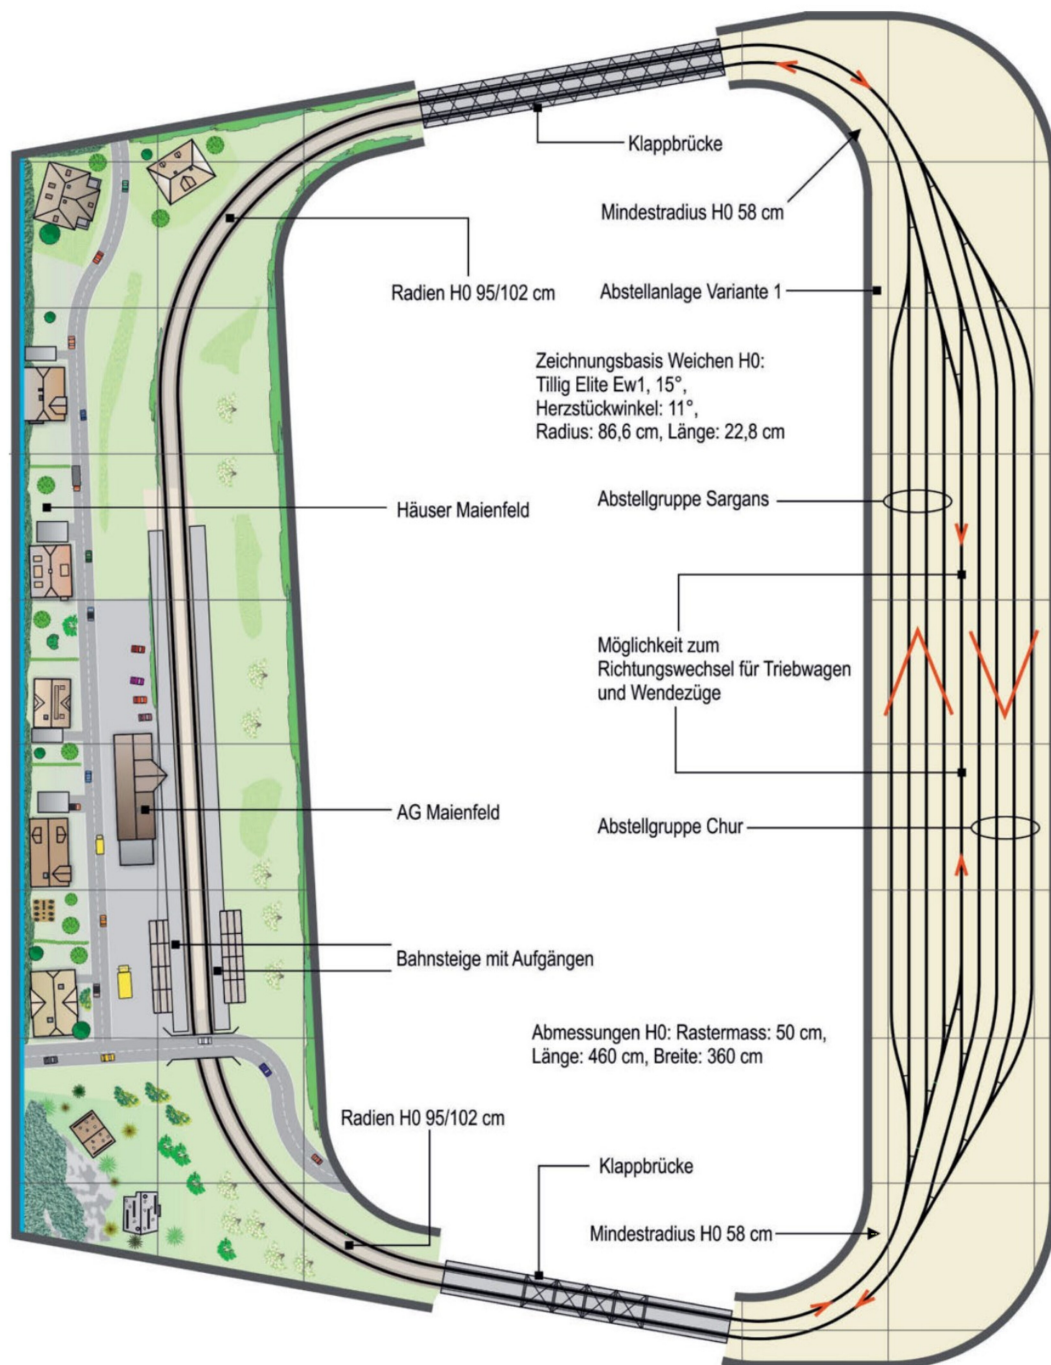 Klappbrücke
Mindestradius H0 58 cm
Radien H0 95/102 cm
Abstellanlage Variante 1
Zeichnungsbasis Weichen H0:
Tillig Elite Ew1, 15°,
Herzstückwinkel: 11°,
Radius: 86,6 cm, Länge: 22,8 cm
Abstellgruppe Sargans
Häuser Maienfeld
Möglichkeit zum
Richtungswechsel für Triebwagen
und Wendezüge
AG Maienfeld
Abstellgruppe Chur
Bahnsteige mit Aufgängen
Abmessungen H0: Rastermass: 50 cm,
Länge: 460 cm, Breite: 360 cm
Radien H0 95/102 cm
Klappbrücke
Mindestradius H0 58 cm